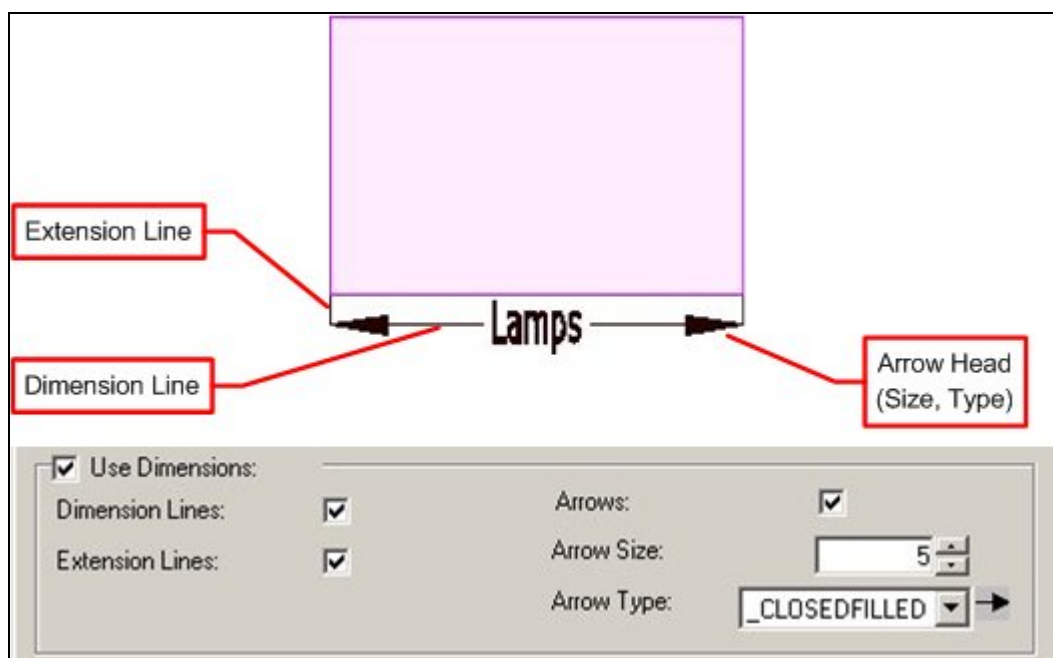 Extension Line
Lamps
Dimension Line
Arrow Head
(Size, Type)
Use Dimensions:
Dimension Lines:
Arrows:
Extension Lines:
Arrow Size:
5
Arrow Type:
_CLOSEDFILLED